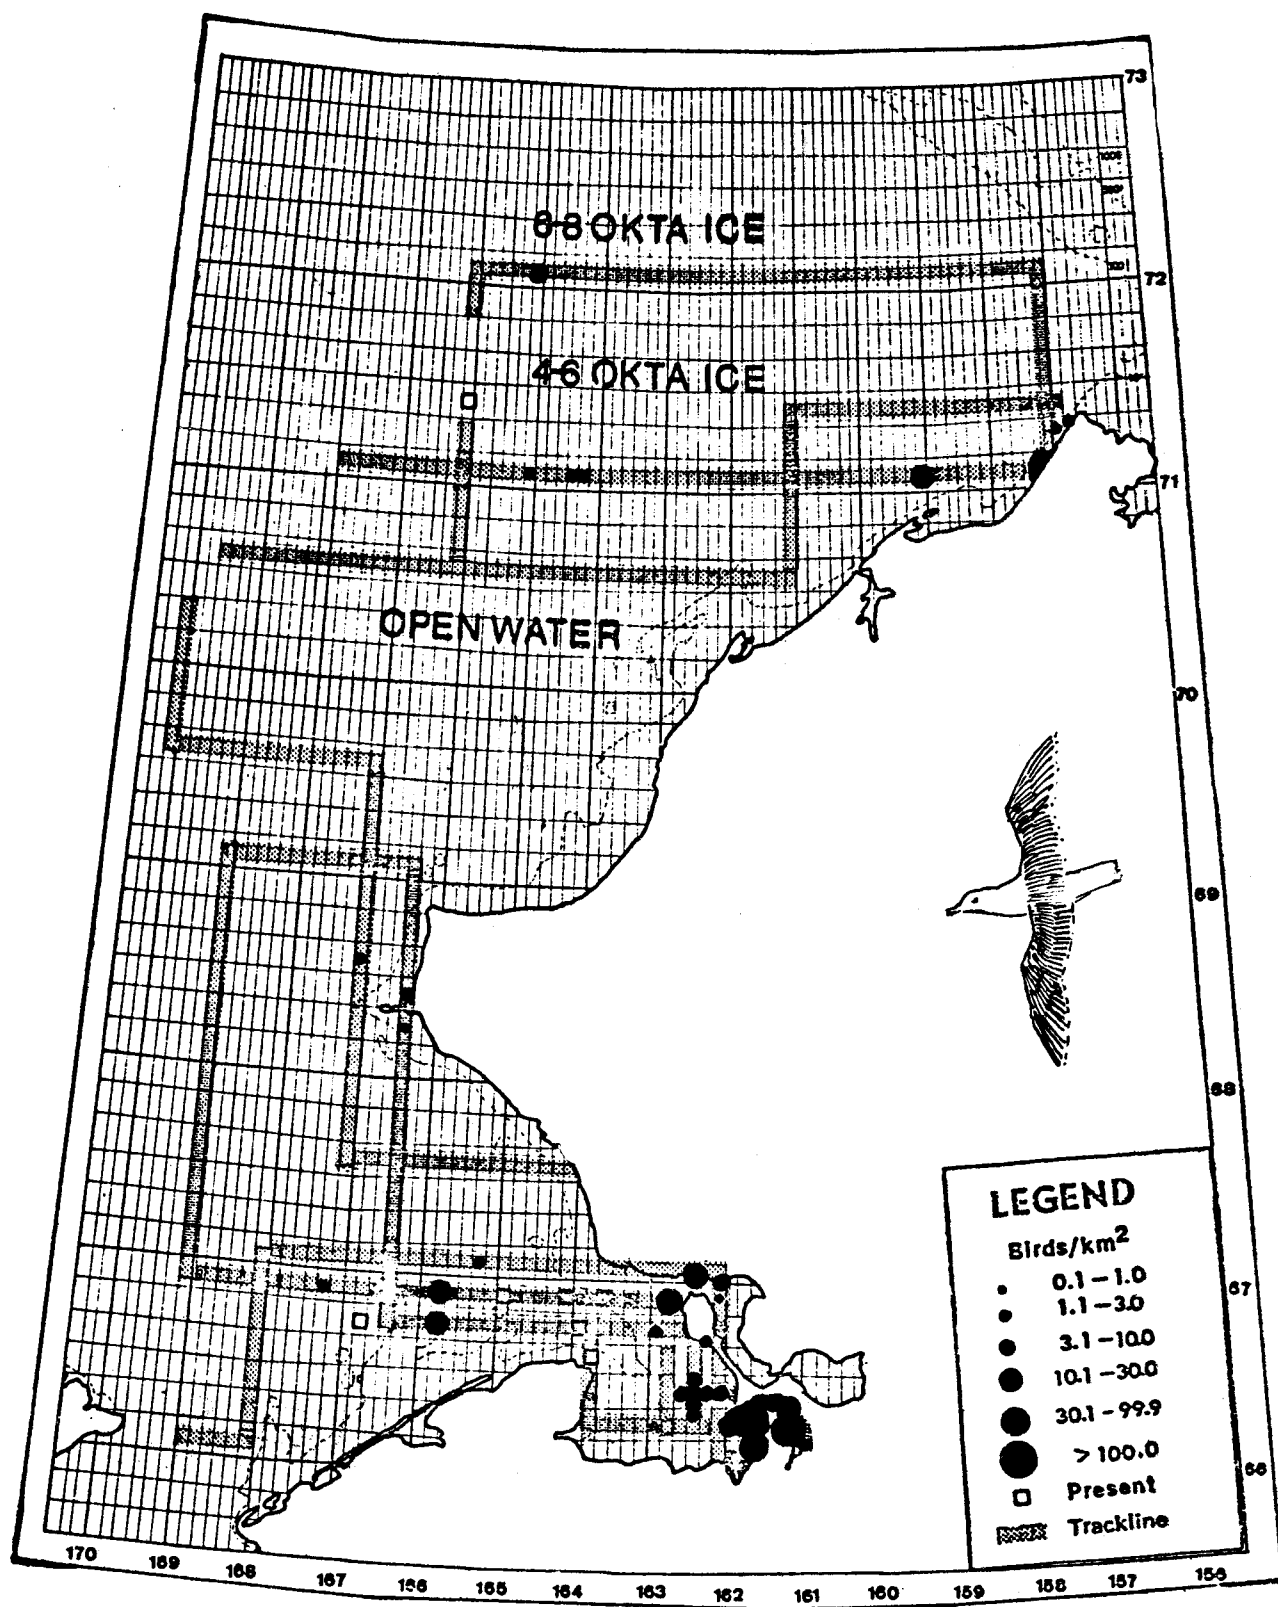 73
6-8 OKTA ICE
72
4-6 OKTA ICE
71
OPEN WATER
70
69
68
LEGEND
Birds/km²
0.1 – 1.0
1.1 – 3.0
3.1 – 10.0
10.1 – 30.0
30.1 – 99.9
> 100.0
Present
Trackline
67
66
170 169 168 167 166 165 164 163 162 161 160 159 158 157 156